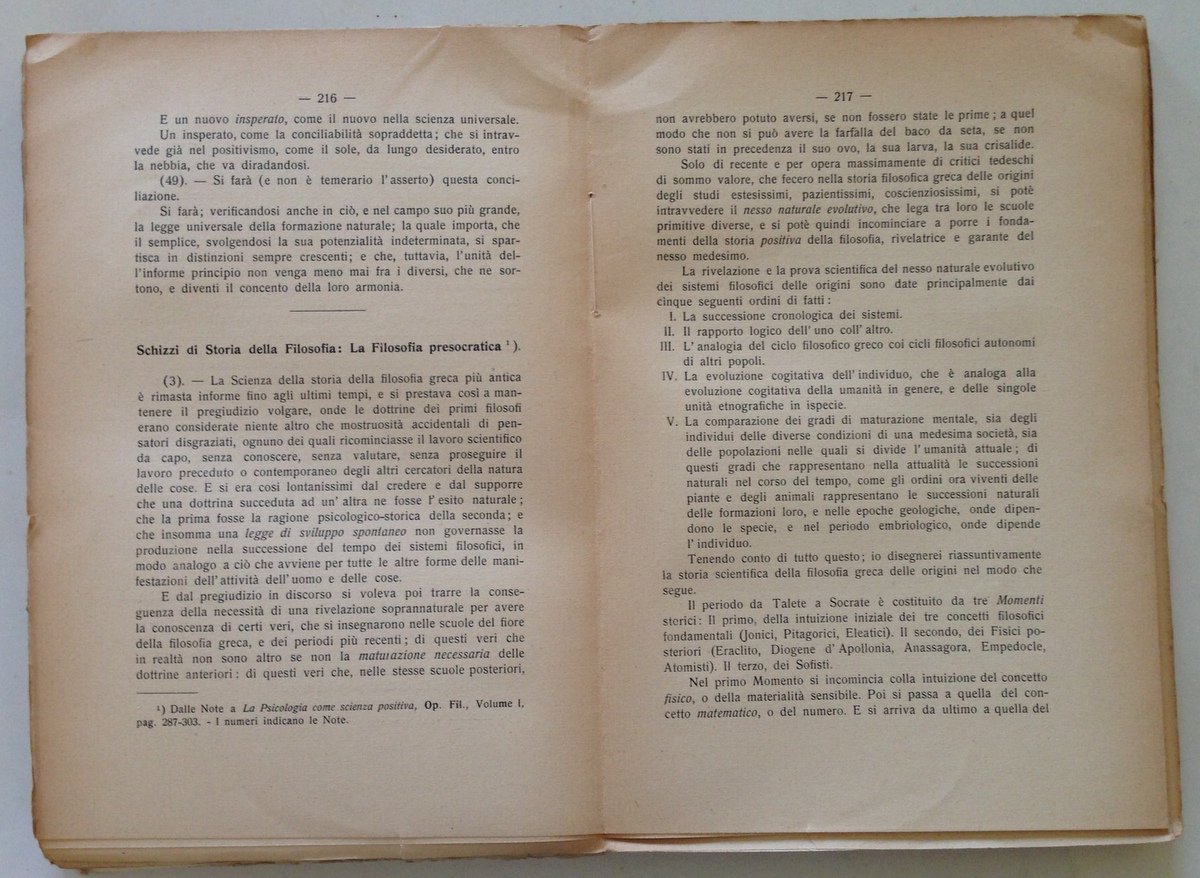 — 216 —
E un nuovo insperato, come il nuovo nella scienza universale.
Un insperato, come la conciliabilità sopraddetta; che si intrav-
vede già nel positivismo, come il sole, da lungo desiderato, entro
la nebbia, che va diradandosi.
(49). — Si farà (e non è temerario l'asserto) questa conci-
liazione.
Si farà; verificandosi anche in ciò, e nel campo suo più grande,
la legge universale della formazione naturale; la quale importa, che
il semplice, svolgendosi la sua potenzialità indeterminata, si spar-
tisca in distinzioni sempre crescenti; e che, tuttavia, l'unità del-
l'informe principio non venga meno mai fra i diversi, che ne sor-
tono, e diventi il concento della loro armonia.
Schizzi di Storia della Filosofia: La Filosofia presocratica ¹).
(3). — La Scienza della storia della filosofia greca più antica
è rimasta informe fino agli ultimi tempi, e si prestava così a man-
tenere il pregiudizio volgare, onde le dottrine dei primi filosofi
erano considerate niente altro che mostruosità accidentali di pen-
satori disgraziati, ognuno dei quali ricominciasse il lavoro scientifico
da capo, senza conoscere, senza valutare, senza proseguire il
lavoro preceduto o contemporaneo degli altri cercatori della natura
delle cose. E si era così lontanissimi dal credere e dal supporre
che una dottrina succeduta ad un' altra ne fosse l' esito naturale;
che la prima fosse la ragione psicologico-storica della seconda; e
che insomma una legge di sviluppo spontaneo non governasse la
produzione nella successione del tempo dei sistemi filosofici, in
modo analogo a ciò che avviene per tutte le altre forme delle mani-
festazioni dell'attività dell'uomo e delle cose.
E dal pregiudizio in discorso si voleva poi trarre la conse-
guenza della necessità di una rivelazione soprannaturale per avere
la conoscenza di certi veri, che si insegnarono nelle scuole del fiore
della filosofia greca, e dei periodi più recenti; di questi veri che
in realtà non sono altro se non la maturazione necessaria delle
dottrine anteriori: di questi veri che, nelle stesse scuole posteriori,
¹) Dalle Note a La Psicologia come scienza positiva, Op. Fil., Volume I,
pag. 287-303. - I numeri indicano le Note.
— 217 —
non avrebbero potuto aversi, se non fossero state le prime; a quel
modo che non si può avere la farfalla del baco da seta, se non
sono stati in precedenza il suo ovo, la sua larva, la sua crisalide.
Solo di recente e per opera massimamente di critici tedeschi
di sommo valore, che fecero nella storia filosofica greca delle origini
degli studi estesissimi, pazientissimi, coscienziosissimi, si potè
intravvedere il nesso naturale evolutivo, che lega tra loro le scuole
primitive diverse, e si potè quindi incominciare a porre i fonda-
menti della storia positiva della filosofia, rivelatrice e garante del
nesso medesimo.
La rivelazione e la prova scientifica del nesso naturale evolutivo
dei sistemi filosofici delle origini sono date principalmente dai
cinque seguenti ordini di fatti:
I. La successione cronologica dei sistemi.
II. Il rapporto logico dell' uno coll' altro.
III. L' analogia del ciclo filosofico greco coi cicli filosofici autonomi
di altri popoli.
IV. La evoluzione cogitativa dell' individuo, che è analoga alla
evoluzione cogitativa della umanità in genere, e delle singole
unità etnografiche in ispecie.
V. La comparazione dei gradi di maturazione mentale, sia degli
individui delle diverse condizioni di una medesima società, sia
delle popolazioni nelle quali si divide l'umanità attuale; di
questi gradi che rappresentano nella attualità le successioni
naturali nel corso del tempo, come gli ordini ora viventi delle
piante e degli animali rappresentano le successioni naturali
delle formazioni loro, e nelle epoche geologiche, onde dipen-
dono le specie, e nel periodo embriologico, onde dipende
l' individuo.
Tenendo conto di tutto questo; io disegnerei riassuntivamente
la storia scientifica della filosofia greca delle origini nel modo che
segue.
Il periodo da Talete a Socrate è costituito da tre Momenti
storici: Il primo, della intuizione iniziale dei tre concetti filosofici
fondamentali (Jonici, Pitagorici, Eleatici). Il secondo, dei Fisici po-
steriori (Eraclito, Diogene d' Apollonia, Anassagora, Empedocle,
Atomisti). Il terzo, dei Sofisti.
Nel primo Momento si incomincia colla intuizione del concetto
fisico, o della materialità sensibile. Poi si passa a quella del con-
cetto matematico, o del numero. E si arriva da ultimo a quella del